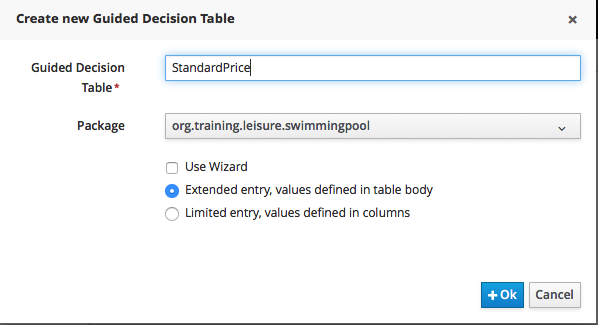 Create new Guided Decision Table ×
Guided Decision StandardPrice
Table*
Package org.training.leisure.swimmingpool
Use Wizard
Extended entry, values defined in table body
Limited entry, values defined in columns
+ Ok Cancel